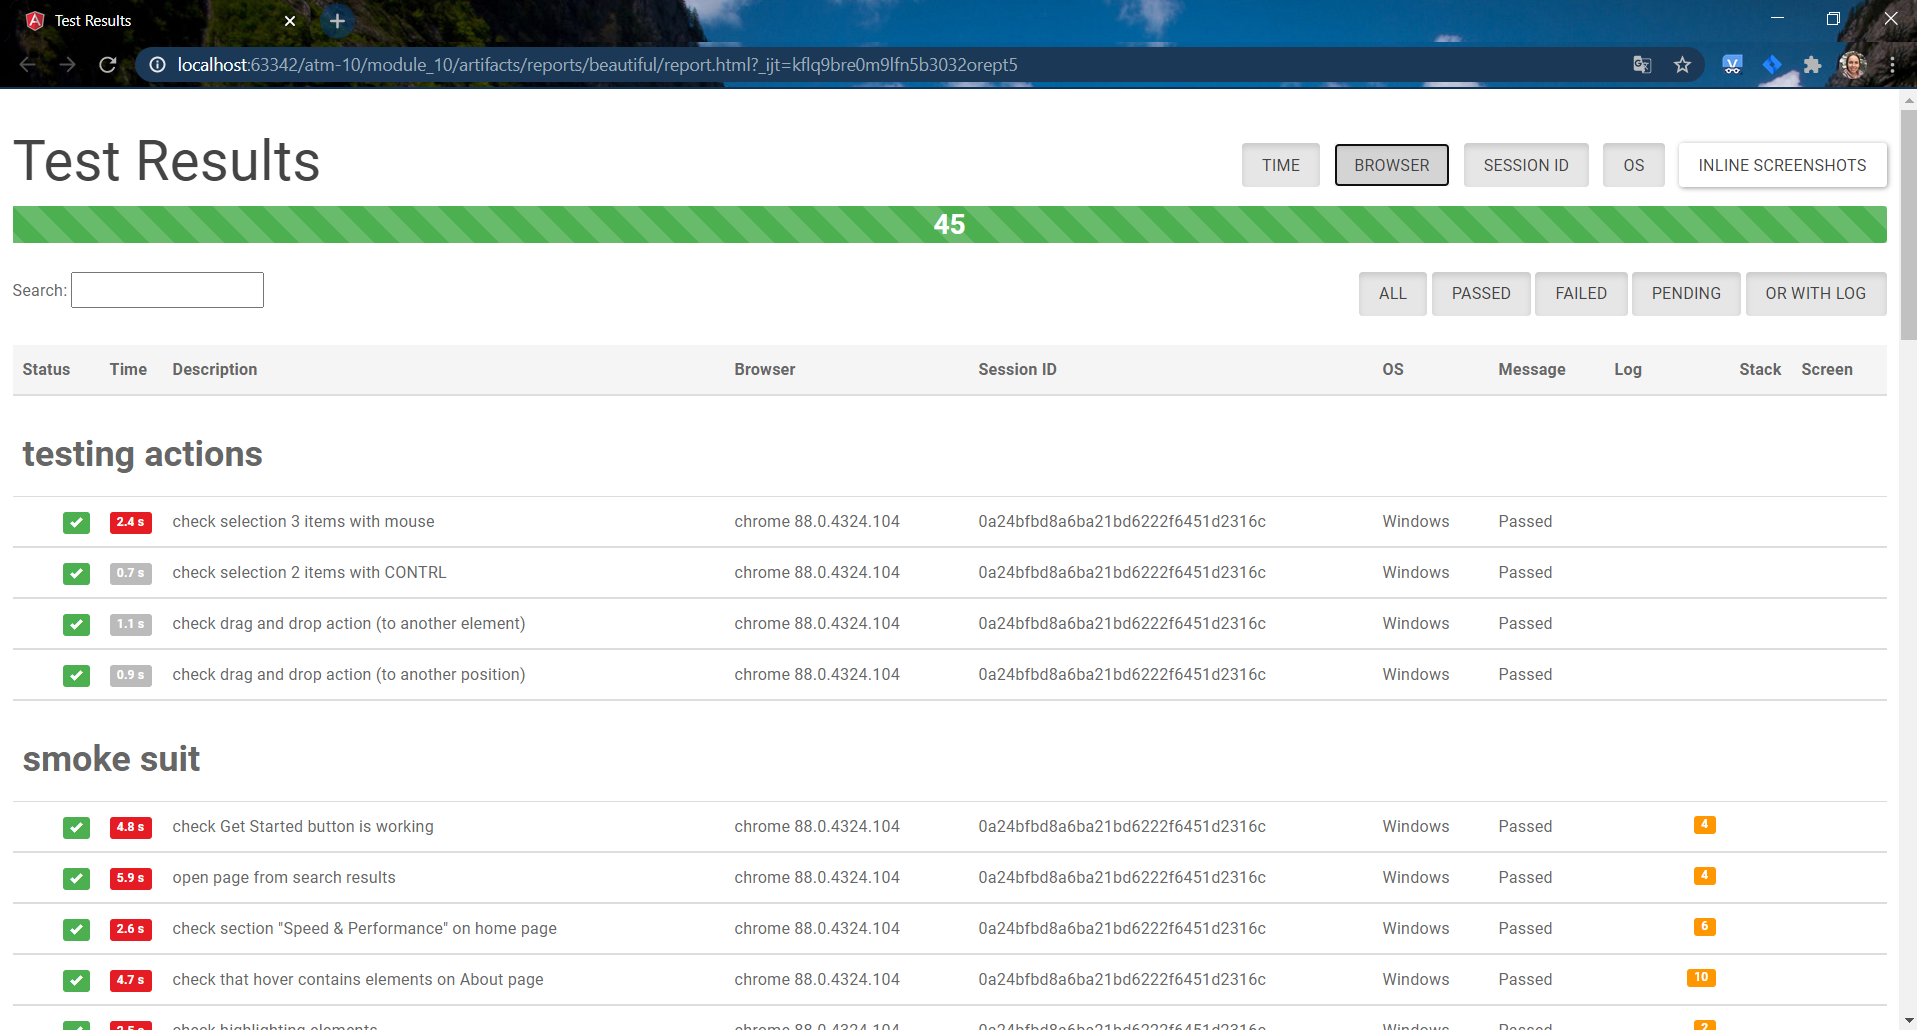 Test Results
localhost:63342/atm-10/module_10/artifacts/reports/beautiful/report.html?_ijt=kflq9bre0m9lfn5b3032orept5
Test Results
TIME BROWSER SESSION ID OS INLINE SCREENSHOTS
45
Search:
ALL PASSED FAILED PENDING OR WITH LOG
Status Time Description Browser Session ID OS Message Log Stack Screen
testing actions
2.4 s check selection 3 items with mouse chrome 88.0.4324.104 0a24bfbd8a6ba21bd6222f6451d2316c Windows Passed
0.7 s check selection 2 items with CONTRL chrome 88.0.4324.104 0a24bfbd8a6ba21bd6222f6451d2316c Windows Passed
1.1 s check drag and drop action (to another element) chrome 88.0.4324.104 0a24bfbd8a6ba21bd6222f6451d2316c Windows Passed
0.9 s check drag and drop action (to another position) chrome 88.0.4324.104 0a24bfbd8a6ba21bd6222f6451d2316c Windows Passed
smoke suit
4.8 s check Get Started button is working chrome 88.0.4324.104 0a24bfbd8a6ba21bd6222f6451d2316c Windows Passed 4
5.9 s open page from search results chrome 88.0.4324.104 0a24bfbd8a6ba21bd6222f6451d2316c Windows Passed 4
2.6 s check section "Speed & Performance" on home page chrome 88.0.4324.104 0a24bfbd8a6ba21bd6222f6451d2316c Windows Passed 6
4.7 s check that hover contains elements on About page chrome 88.0.4324.104 0a24bfbd8a6ba21bd6222f6451d2316c Windows Passed 10
check highlighting elements chrome 88.0.4324.104 0a24bfbd8a6ba21bd6222f6451d2316c Windows Passed 2